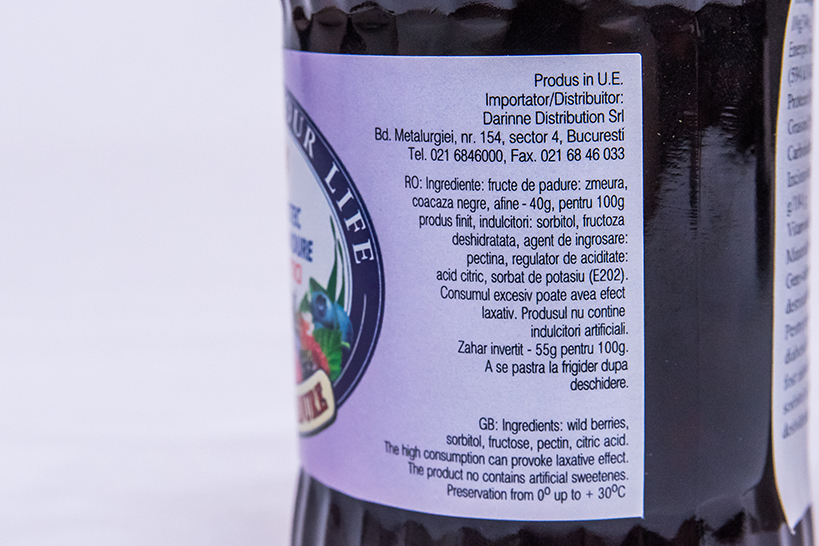 Produs in U.E.
Importator/Distribuitor:
Darinne Distribution Srl
Bd. Metalurgiei, nr. 154, sector 4, Bucuresti
Tel. 021 6846000, Fax. 021 68 46 033
RO: Ingrediente: fructe de padure: zmeura,
coacaza negre, afine - 40g, pentru 100g
produs finit, indulcitori: sorbitol, fructoza
deshidratata, agent de ingrosare:
pectina, regulator de aciditate:
acid citric, sorbat de potasiu (E202).
Consumul excesiv poate avea efect
laxativ. Produsul nu contine
indulcitori artificiali.
Zahar invertit - 55g pentru 100g.
A se pastra la frigider dupa
deschidere.
GB: Ingredients: wild berries,
sorbitol, fructose, pectin, citric acid.
The high consumption can provoke laxative effect.
The product no contains artificial sweetenes.
Preservation from 0º up to + 30ºC
LIFE